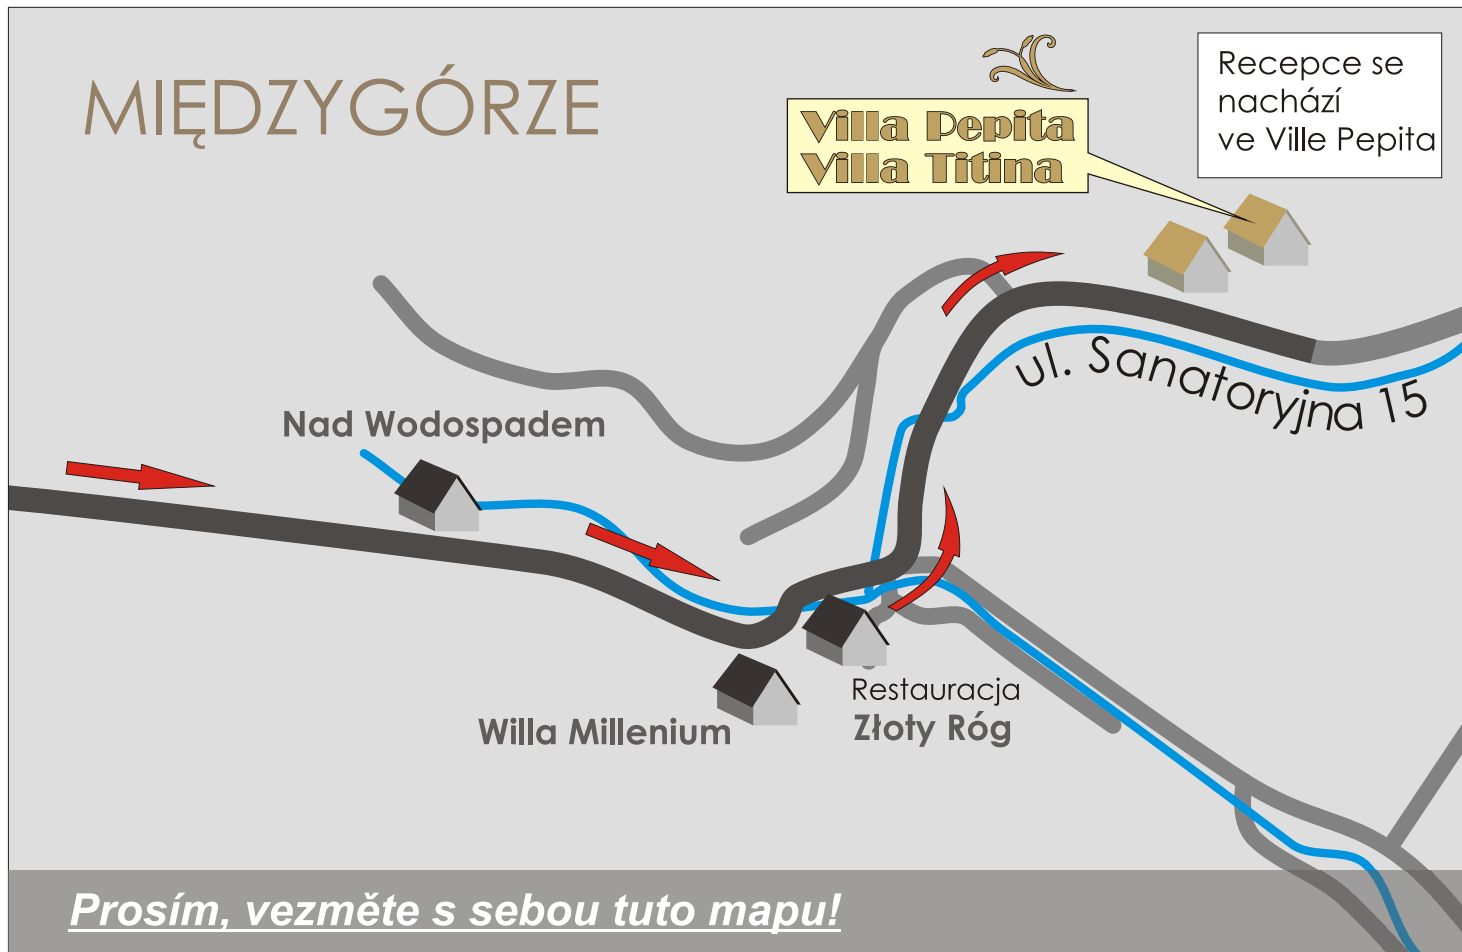 MIĘDZYGÓRZE
Villa Pepita
Villa Titina
Recepce se
nachází
ve Ville Pepita
ul. Sanatoryjna 15
Nad Wodospadem
Restauracja
Złoty Róg
Willa Millenium
Prosím, vezměte s sebou tuto mapu!